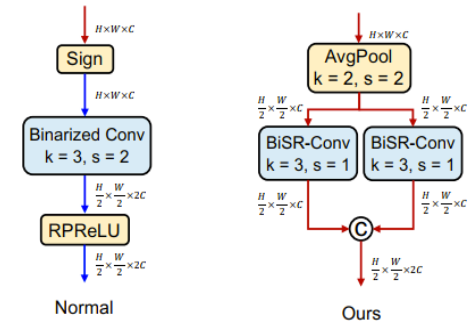 H×W×C
Sign
H×W×C
Binarized Conv
k = 3, s = 2
H/2 × W/2 ×2C
RPReLU
H/2 × W/2 ×2C
Normal
H×W×C
AvgPool
k = 2, s = 2
H/2 × W/2 ×C
H/2 × W/2 ×C
BiSR-Conv
k = 3, s = 1
BiSR-Conv
k = 3, s = 1
H/2 × W/2 ×C
H/2 × W/2 ×C
C
H/2 × W/2 ×2C
Ours